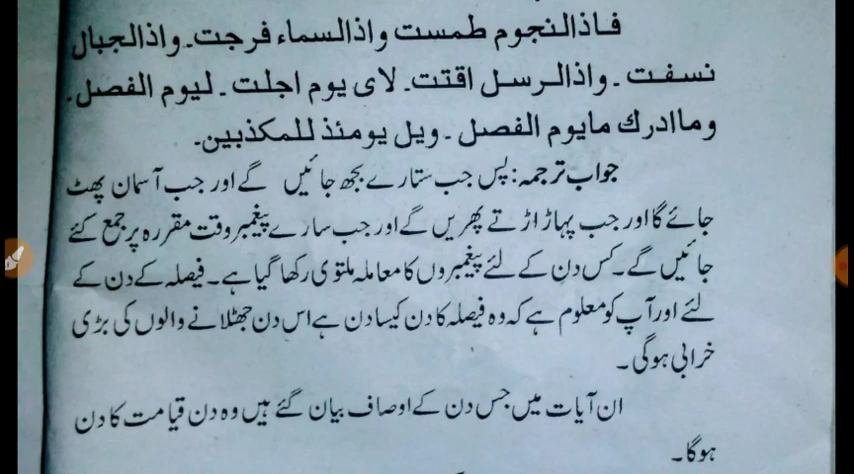 فاذالنجوم طمست واذالسماء فرجت۔ واذالجبال
نسفت ۔ واذالرسل اقتت۔ لای یوم اجلت ۔ لیوم الفصل۔
وماادرك مایوم الفصل ۔ ویل یومئذ للمکذبین۔
جواب ترجمہ: پس جب ستارے بجھ جائیں گے اور جب آسمان پھٹ
جائے گا اور جب پہاڑ اڑتے پھریں گے اور جب سارے پیغمبر وقت مقررہ پر جمع کئے
جائیں گے۔ کس دن کے لئے پیغمبروں کا معاملہ ملتوی رکھا گیا ہے۔ فیصلہ کے دن کے
لئے اور آپ کو معلوم ہے کہ وہ فیصلہ کا دن کیسا دن ہے اس دن جھٹلانے والوں کی بڑی
خرابی ہوگی۔
ان آیات میں جس دن کے اوصاف بیان گئے ہیں وہ دن قیامت کا دن
ہوگا۔